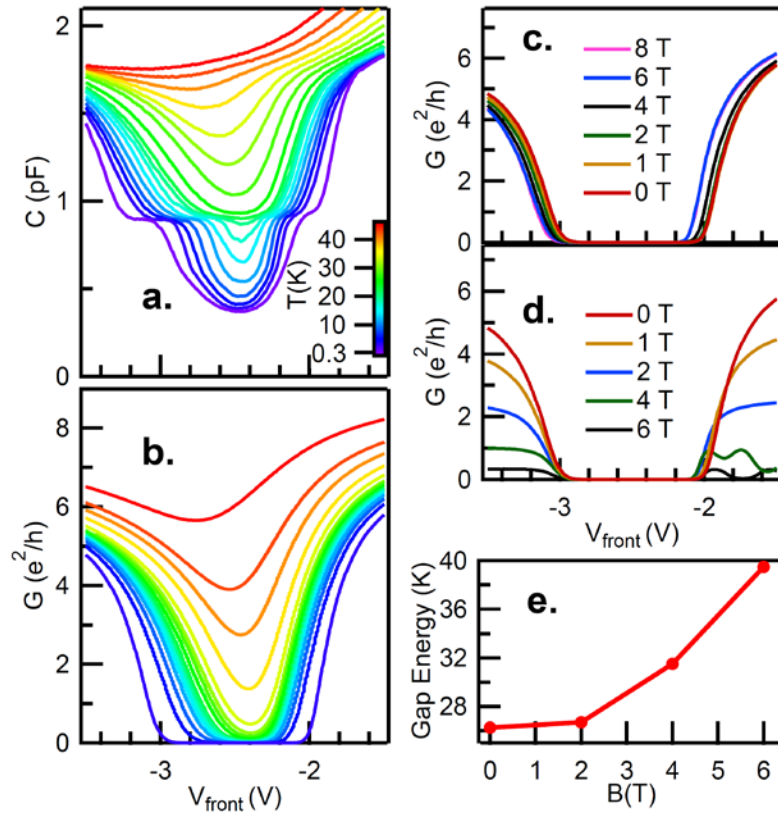 a.
C (pF)
2
1
0
T(K)
40
30
20
10
0.3
-3
-2
b.
G (e²/h)
8
6
4
2
0
-3
-2
V_front (V)
c.
G (e²/h)
6
4
2
0
8 T
6 T
4 T
2 T
1 T
0 T
d.
G (e²/h)
6
4
2
0
0 T
1 T
2 T
4 T
6 T
-3
-2
V_front (V)
e.
Gap Energy (K)
40
36
32
28
0 1 2 3 4 5 6
B(T)